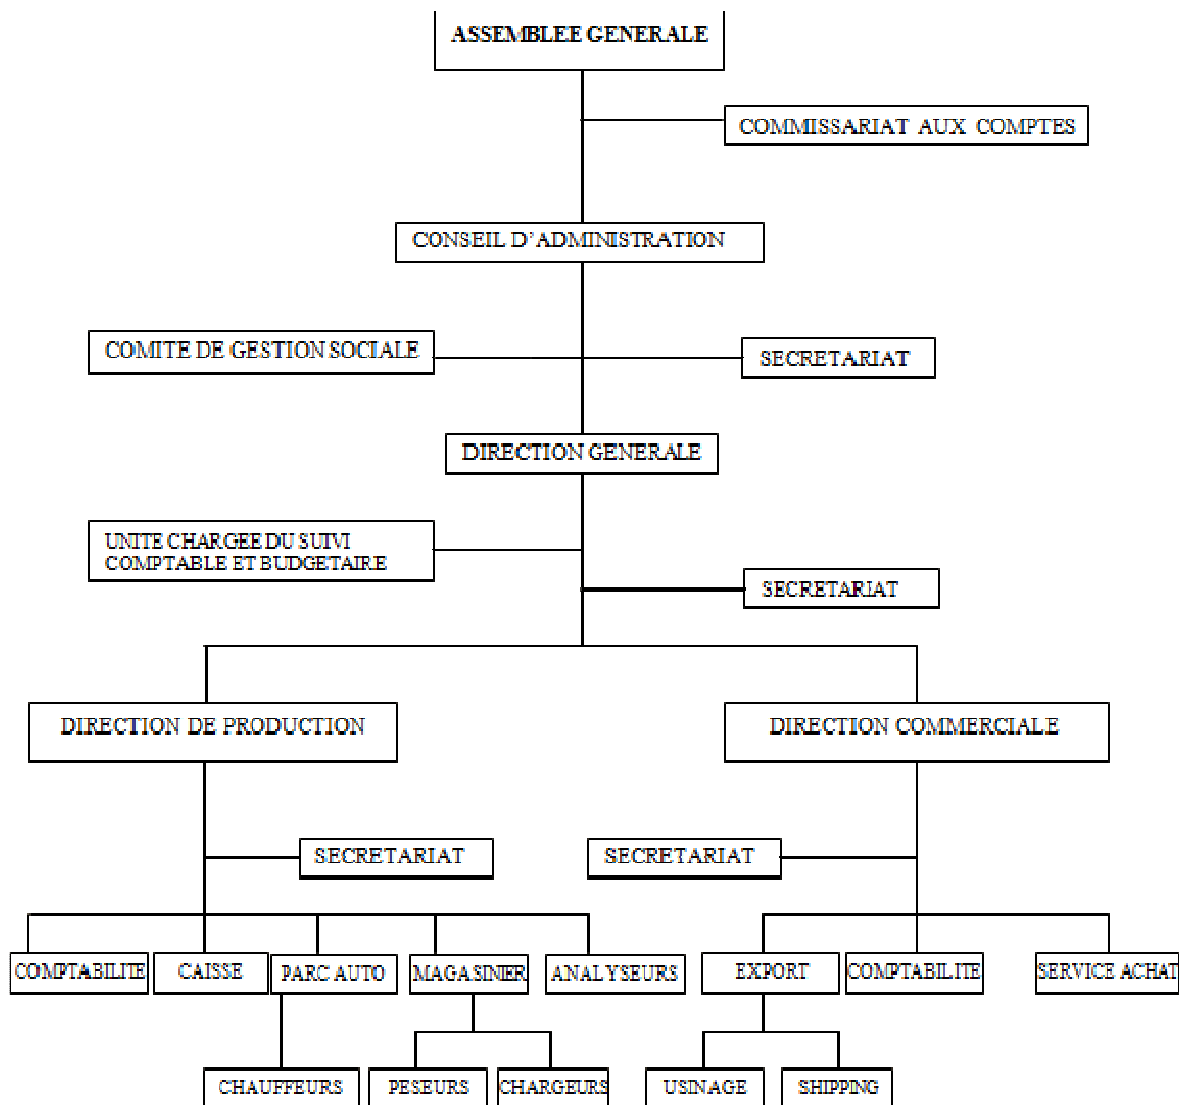 ASSEMBLEE GENERALE
COMMISSARIAT AUX COMPTES
CONSEIL D'ADMINISTRATION
COMITE DE GESTION SOCIALE
SECRETARIAT
DIRECTION GENERALE
UNITE CHARGEE DU SUIVI
COMPTABLE ET BUDGETAIRE
SECRETARIAT
DIRECTION DE PRODUCTION
DIRECTION COMMERCIALE
SECRETARIAT
SECRETARIAT
COMPTABILITE
CAISSE
PARC AUTO
MAGASINIER
ANALYSEURS
EXPORT
COMPTABILITE
SERVICE ACHAT
CHAUFFEURS
PESEURS
CHARGEURS
USINAGE
SHIPPING